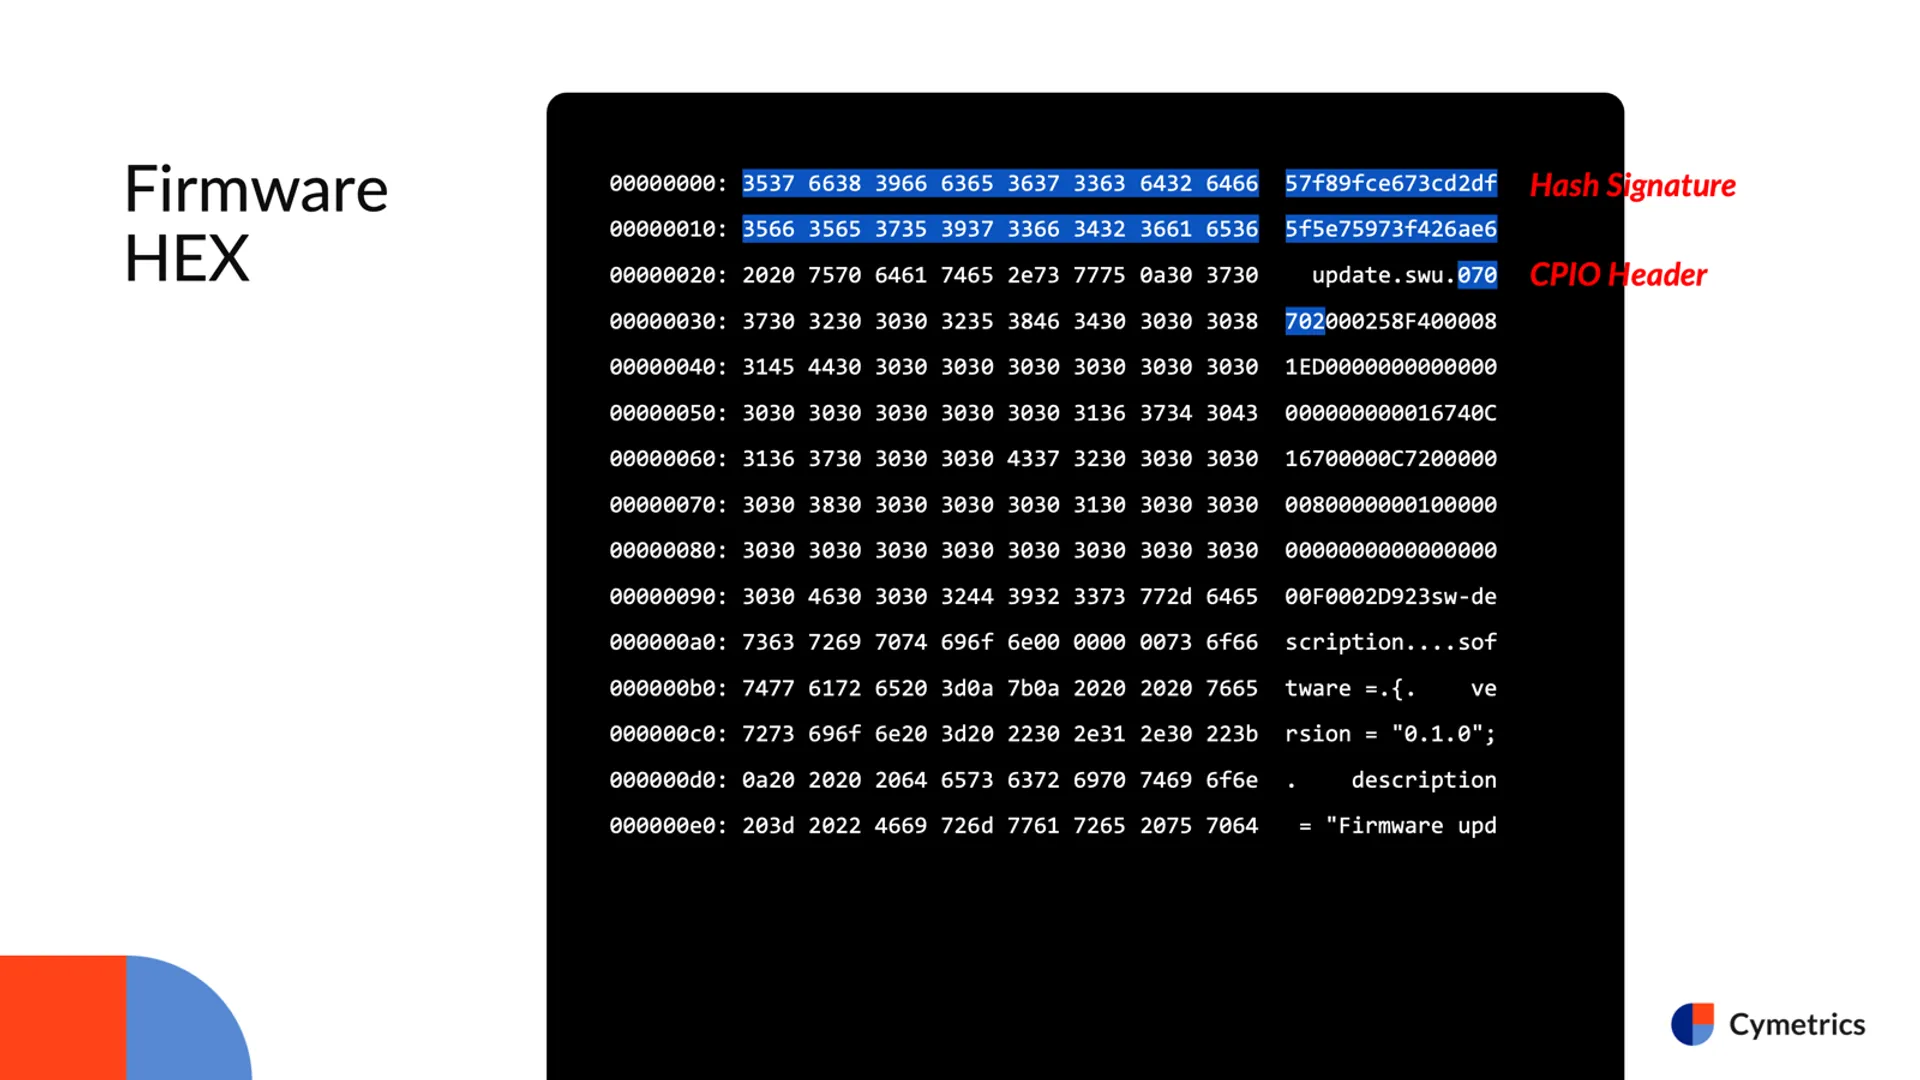 Firmware
HEX
00000000: 3537 6638 3966 6365 3637 3363 6432 6466  57f89fce673cd2df Hash Signature
00000010: 3566 3565 3735 3937 3366 3432 3661 6536  5f5e75973f426ae6
00000020: 2020 7570 6461 7465 2e73 7775 0a30 3730    update.swu.070 CPIO Header
00000030: 3730 3230 3030 3235 3846 3430 3030 3038  702000258F400008
00000040: 3145 4430 3030 3030 3030 3030 3030 3030  1ED0000000000000
00000050: 3030 3030 3030 3030 3030 3136 3734 3043  000000000016740C
00000060: 3136 3730 3030 3030 4337 3230 3030 3030  16700000C7200000
00000070: 3030 3830 3030 3030 3030 3130 3030 3030  0080000000100000
00000080: 3030 3030 3030 3030 3030 3030 3030 3030  0000000000000000
00000090: 3030 4630 3030 3244 3932 3373 772d 6465  00F0002D923sw-de
000000a0: 7363 7269 7074 696f 6e00 0000 0073 6f66  scription....sof
000000b0: 7477 6172 6520 3d0a 7b0a 2020 2020 7665  tware =.{.    ve
000000c0: 7273 696f 6e20 3d20 2230 2e31 2e30 223b  rsion = "0.1.0";
000000d0: 0a20 2020 2064 6573 6372 6970 7469 6f6e  .    description
000000e0: 203d 2022 4669 726d 7761 7265 2075 7064   = "Firmware upd
Cymetrics